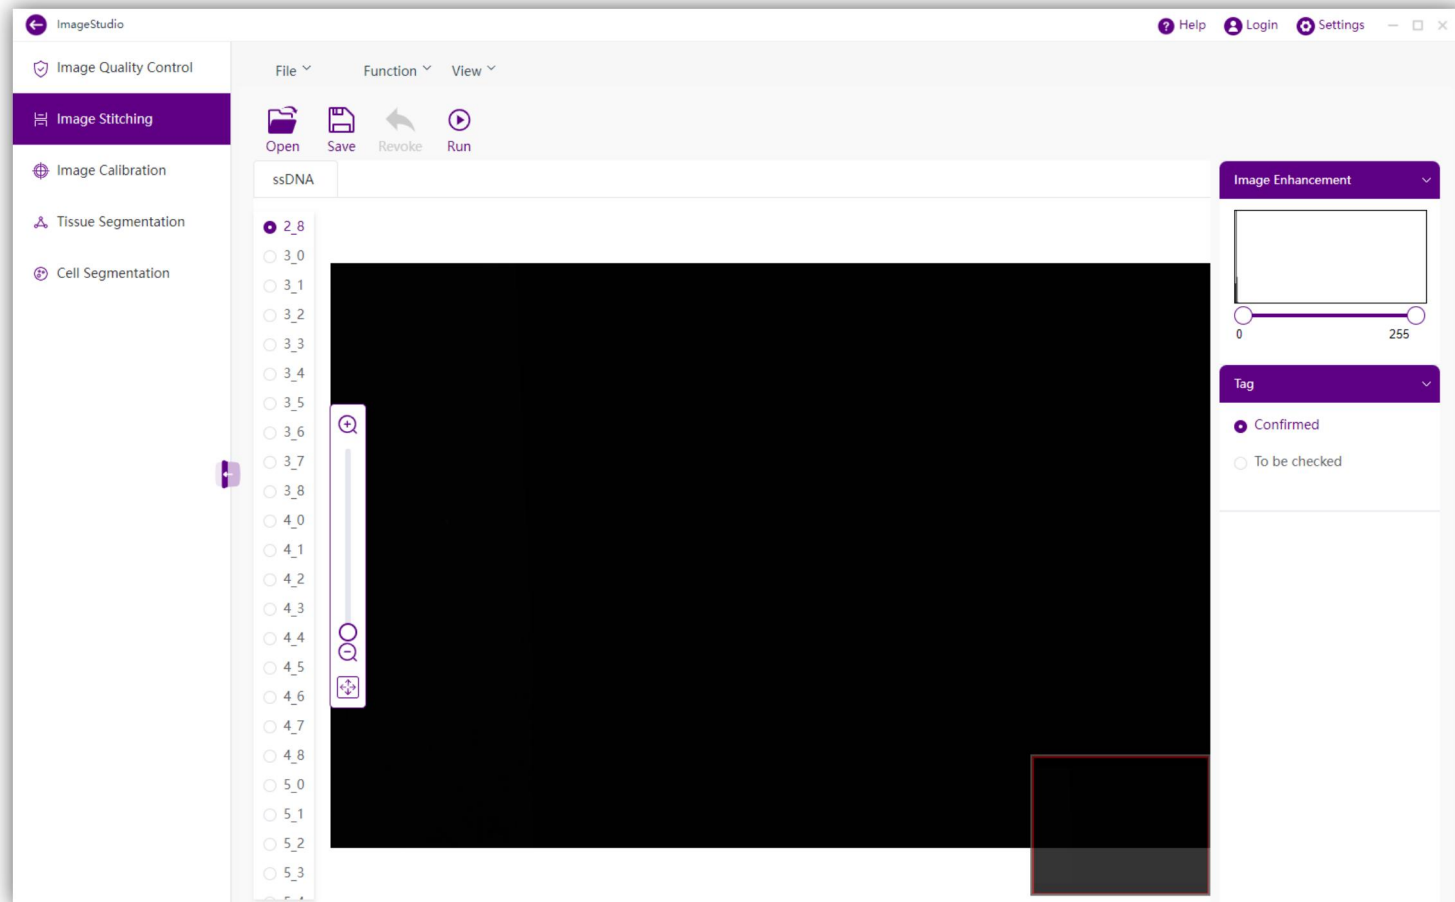 ImageStudio
Help Login Settings
Image Quality Control
Image Stitching
Image Calibration
Tissue Segmentation
Cell Segmentation
File Function View
Open Save Revoke Run
ssDNA
2_8
3_0
3_1
3_2
3_3
3_4
3_5
3_6
3_7
3_8
4_0
4_1
4_2
4_3
4_4
4_5
4_6
4_7
4_8
5_0
5_1
5_2
5_3
Image Enhancement
0 255
Tag
Confirmed
To be checked